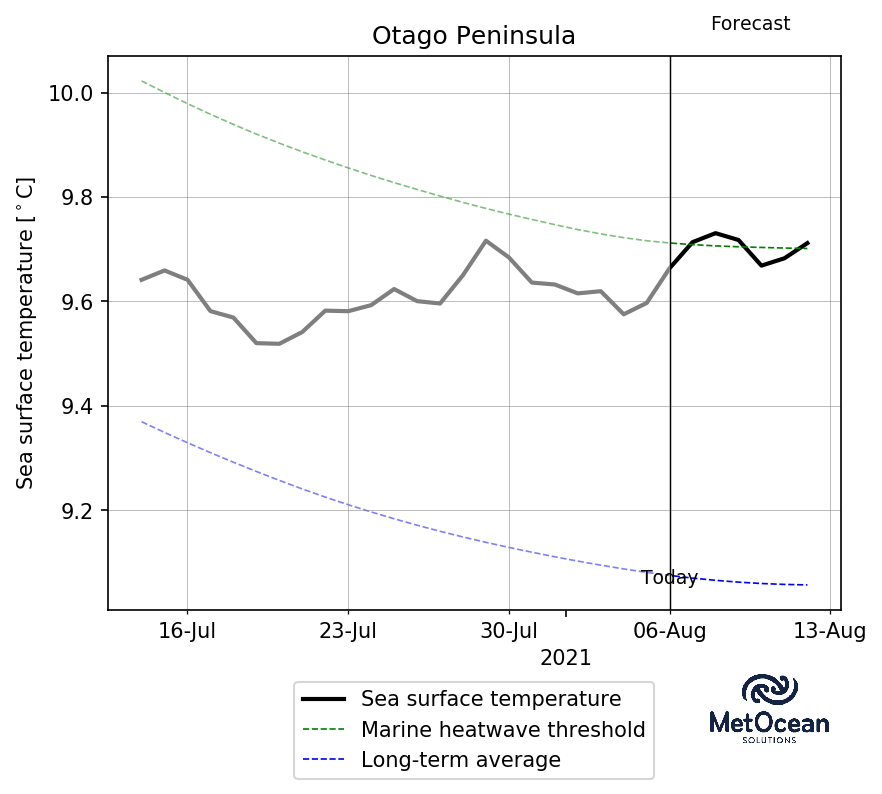 Forecast
Otago Peninsula
Sea surface temperature [°C]
10.0
9.8
9.6
9.4
9.2
Today
16-Jul
23-Jul
30-Jul
06-Aug
13-Aug
2021
Sea surface temperature
Marine heatwave threshold
Long-term average
MetOcean
SOLUTIONS